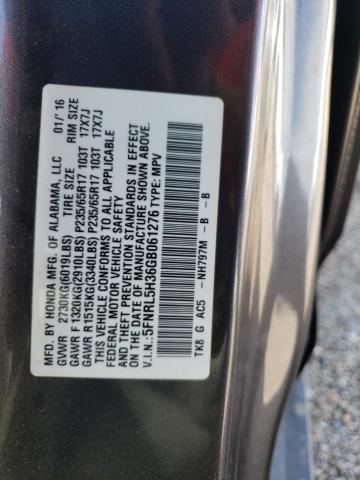 MFD. BY HONDA MFG. OF ALABAMA, LLC 01/'16
TIRE SIZE RIM SIZE
GVWR 2730KG(6019LBS)
GAWR F 1320KG(2910LBS) P235/65R17 103T 17X7J
GAWR R1515KG(3340LBS) P235/65R17 103T 17X7J
THIS VEHICLE CONFORMS TO ALL APPLICABLE
FEDERAL MOTOR VEHICLE SAFETY
AND THEFT PREVENTION STANDARDS IN EFFECT
ON THE DATE OF MANUFACTURE SHOWN ABOVE.
V.I.N.:5FNRL5H36GB061276 TYPE:MPV
TK8 G AC5 -NH797M -B -B